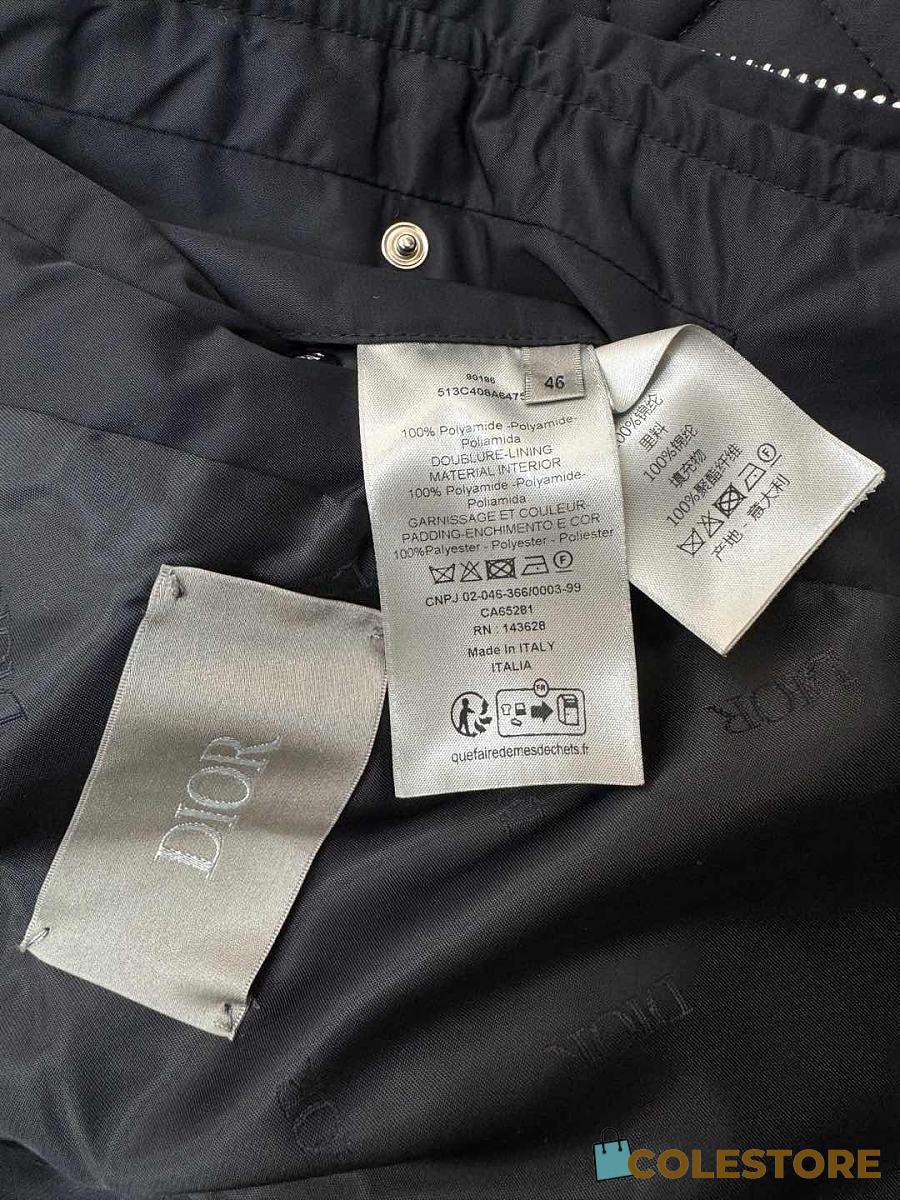 90196
513C408A6475
46
100% Polyamide -Polyamide-
Poliamida
DOUBLURE-LINING
MATERIAL INTERIOR
100% Polyamide -Polyamide-
Poliamida
GARNISSAGE ET COULEUR-
PADDING-ENCHIMENTO E COR
100%Palyester - Polyester - Poliester
F
CNPJ 02-046-366/0003-99
CA65281
RN : 143628
Made In ITALY
ITALIA
FR
quefairedemesdechets.fr
00%锦纶
里料
100%锦纶
填充物
100%聚酯纤维
F
产地 - 意大利
DIOR
DIOR
DIOR
COLESTORE